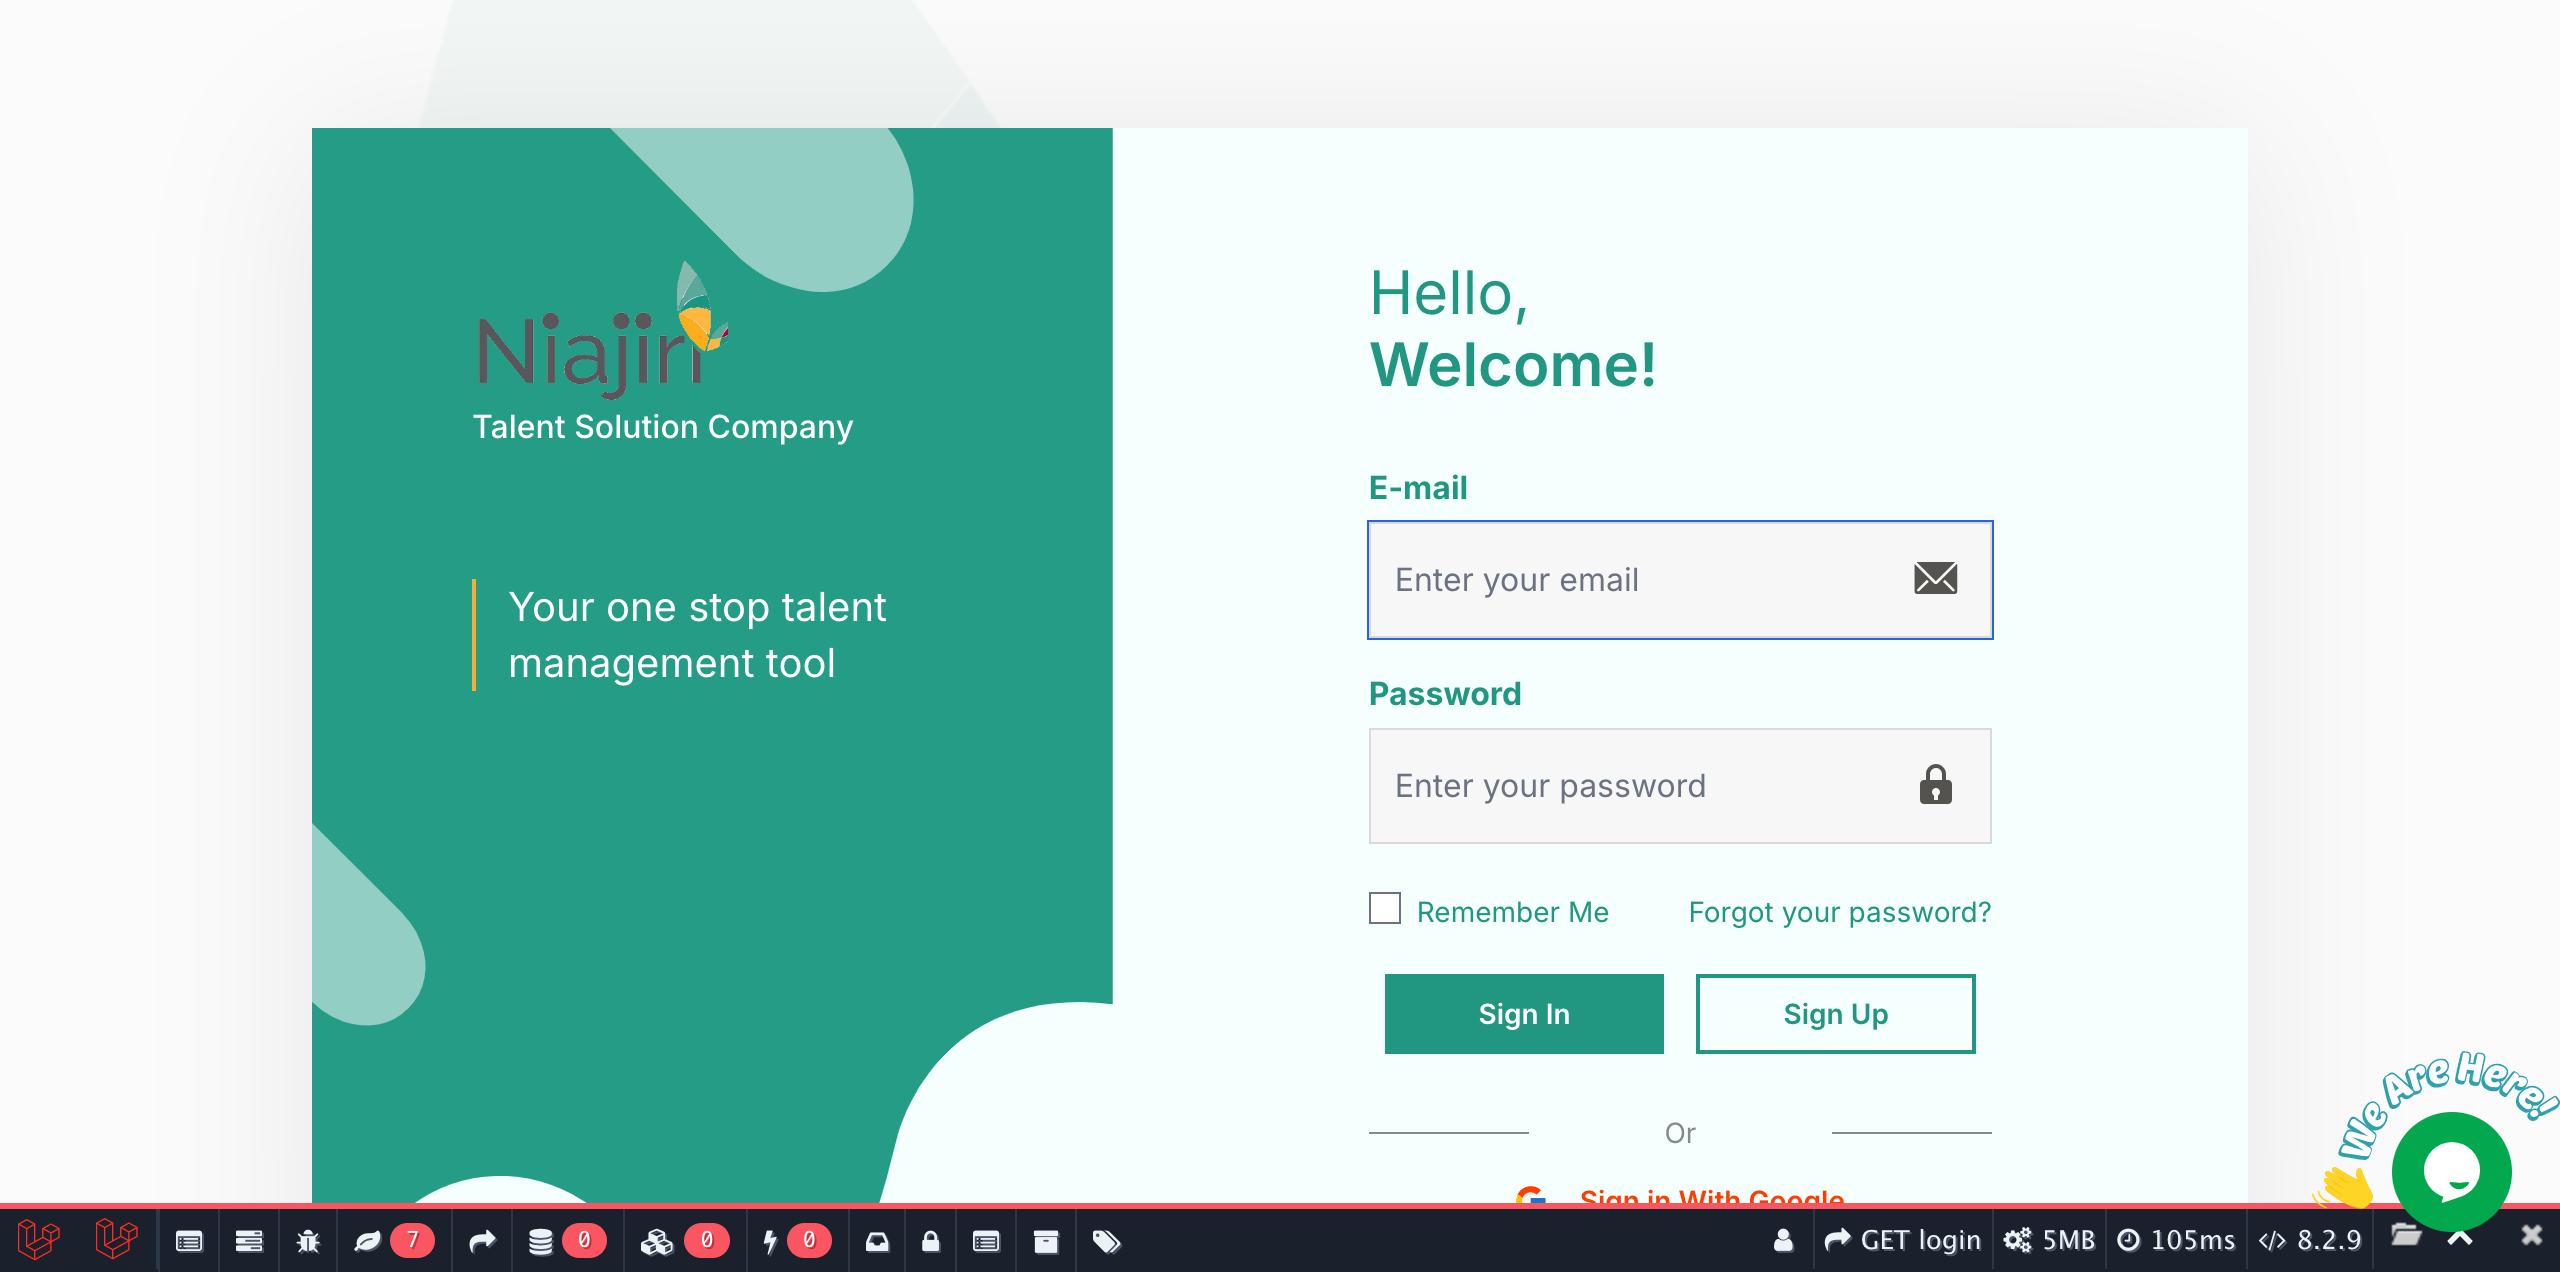 Niajiri
Talent Solution Company
Your one stop talent
management tool
Hello,
Welcome!
E-mail
Enter your email
Password
Enter your password
Remember Me
Forgot your password?
Sign In
Sign Up
Or
Sign in With Google
We Are Here!
7
0
0
0
GET login
5MB
105ms
8.2.9